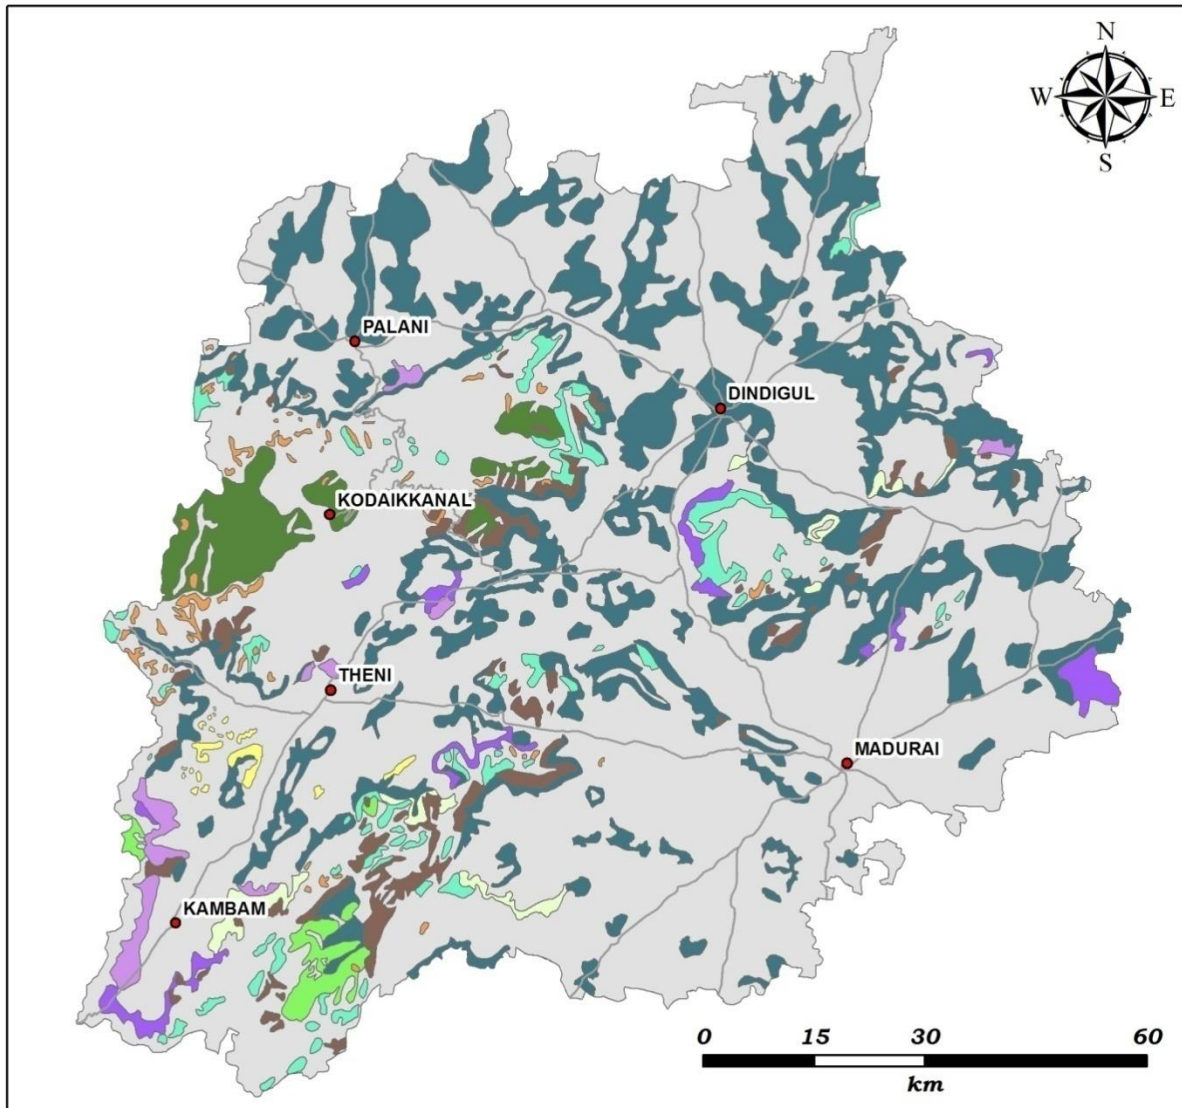 N
W E
S
PALANI
DINDIGUL
KODAIKKANAL
THENI
MADURAI
KAMBAM
0 15 30 60
km